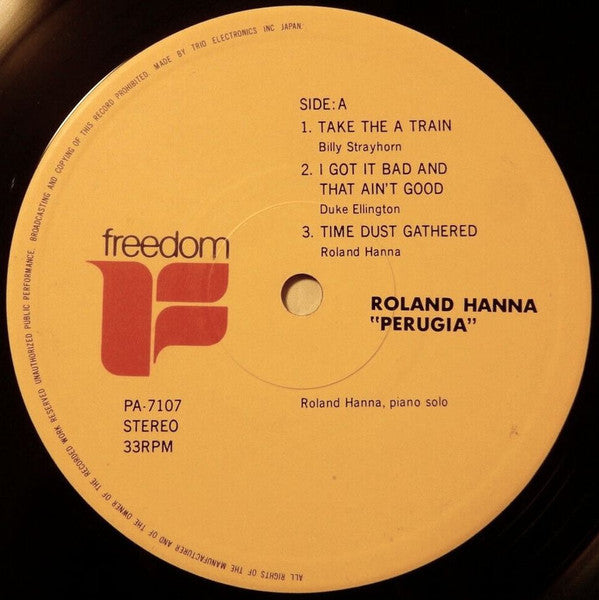 ALL RIGHTS OF THE MANUFACTURER AND OF THE OWNER OF THE RECORDED WORK RESERVED UNAUTHORIZED PUBLIC PERFORMANCE. BROADCASTING AND COPYING OF THIS RECORD PROHIBITED. MADE BY TRIO ELECTRONICS INC JAPAN.
SIDE:A
1. TAKE THE A TRAIN
Billy Strayhorn
2. I GOT IT BAD AND
THAT AIN'T GOOD
Duke Ellington
3. TIME DUST GATHERED
Roland Hanna
freedom
ROLAND HANNA
"PERUGIA"
PA-7107
STEREO
33RPM
Roland Hanna, piano solo